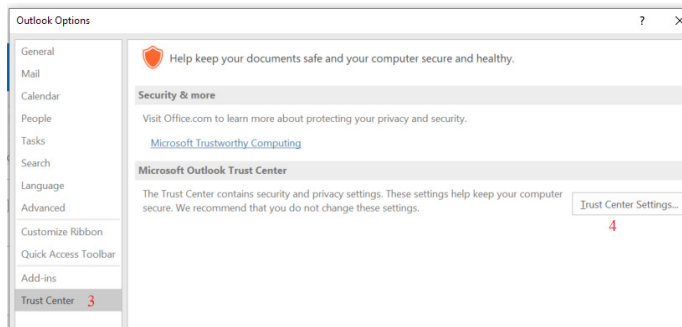 Outlook Options ? ×
General
Mail
Calendar
People
Tasks
Search
Language
Advanced
Customize Ribbon
Quick Access Toolbar
Add-ins
Trust Center 3
Help keep your documents safe and your computer secure and healthy.
Security & more
Visit Office.com to learn more about protecting your privacy and security.
Microsoft Trustworthy Computing
Microsoft Outlook Trust Center
The Trust Center contains security and privacy settings. These settings help keep your computer
secure. We recommend that you do not change these settings.
Trust Center Settings...
4